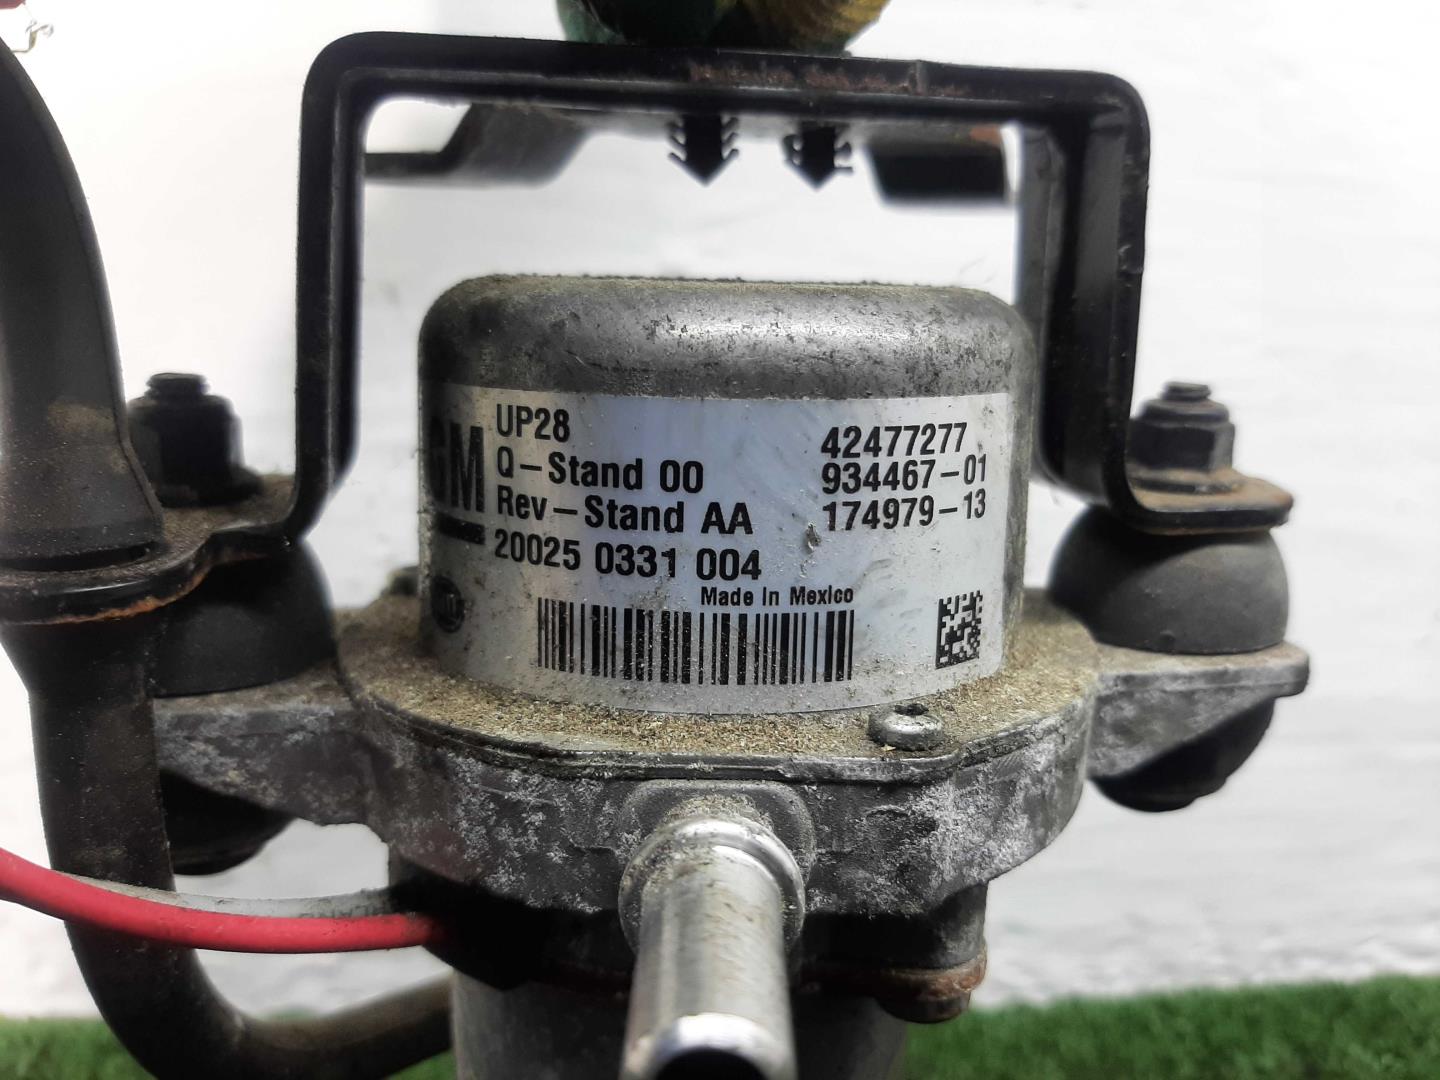 GM
UP28
Q-Stand 00
Rev-Stand AA
20025 0331 004
42477277
934467-01
174979-13
Made in Mexico